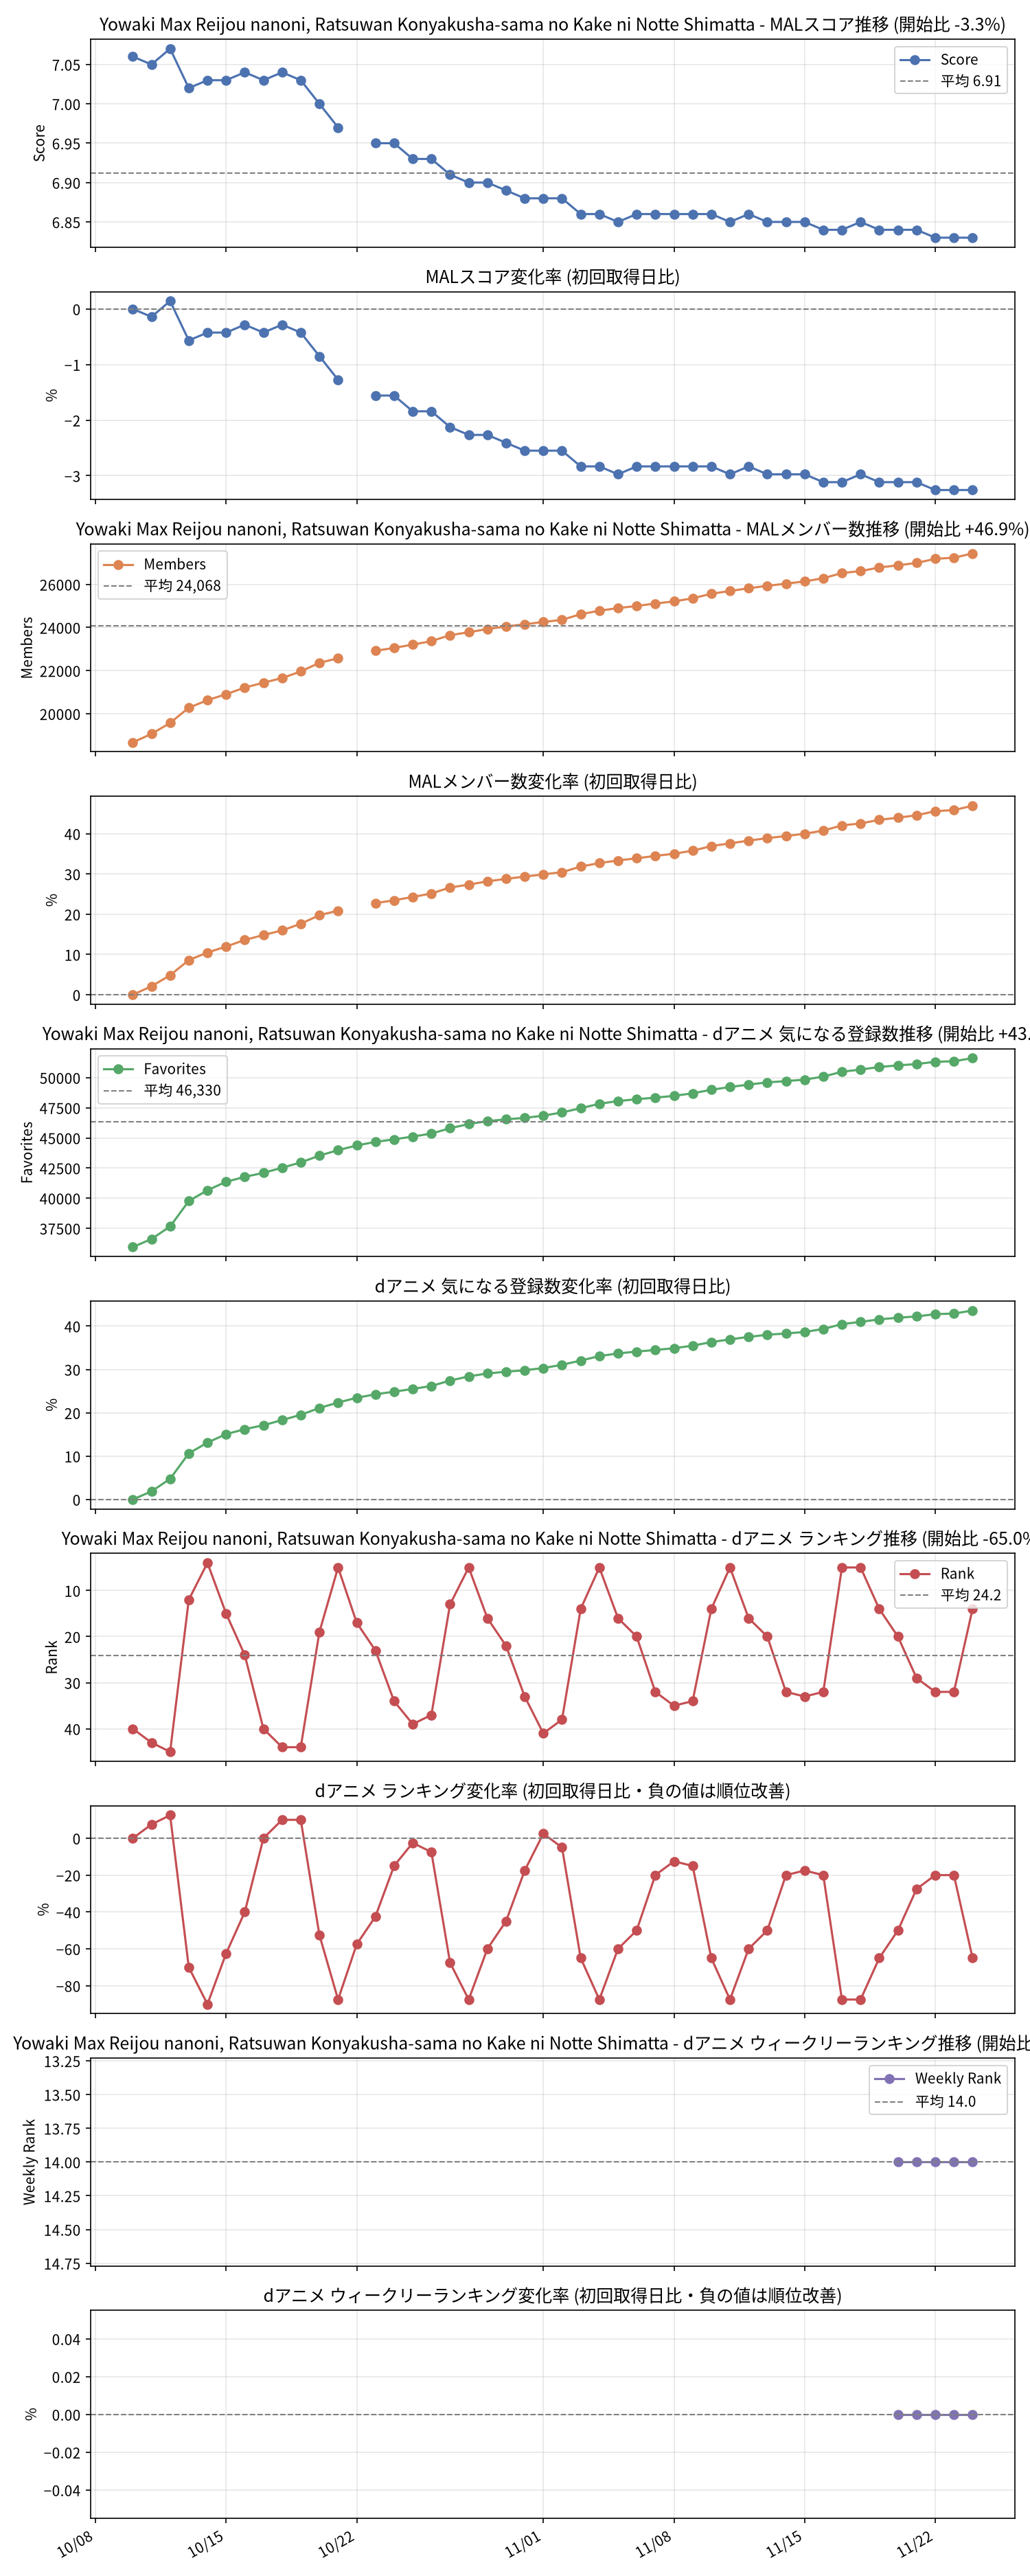 Yowaki Max Reijou nanoni, Ratsuwan Konyakusha-sama no Kake ni Notte Shimatta - MALスコア推移 (開始比 -3.3%)
Score
平均 6.91
7.05
7.00
6.95
6.90
6.85
Score
MALスコア変化率 (初回取得日比)
0
−1
−2
−3
%
Yowaki Max Reijou nanoni, Ratsuwan Konyakusha-sama no Kake ni Notte Shimatta - MALメンバー数推移 (開始比 +46.9%)
Members
平均 24,068
26000
24000
22000
20000
Members
MALメンバー数変化率 (初回取得日比)
40
30
20
10
0
%
Yowaki Max Reijou nanoni, Ratsuwan Konyakusha-sama no Kake ni Notte Shimatta - dアニメ 気になる登録数推移 (開始比 +43.
Favorites
平均 46,330
50000
47500
45000
42500
40000
37500
Favorites
dアニメ 気になる登録数変化率 (初回取得日比)
40
30
20
10
0
%
Yowaki Max Reijou nanoni, Ratsuwan Konyakusha-sama no Kake ni Notte Shimatta - dアニメ ランキング推移 (開始比 -65.0%
Rank
平均 24.2
10
20
30
40
Rank
dアニメ ランキング変化率 (初回取得日比・負の値は順位改善)
0
−20
−40
−60
−80
%
Yowaki Max Reijou nanoni, Ratsuwan Konyakusha-sama no Kake ni Notte Shimatta - dアニメ ウィークリーランキング推移 (開始比
Weekly Rank
平均 14.0
13.25
13.50
13.75
14.00
14.25
14.50
14.75
Weekly Rank
dアニメ ウィークリーランキング変化率 (初回取得日比・負の値は順位改善)
0.04
0.02
0.00
−0.02
−0.04
%
10/08
10/15
10/22
11/01
11/08
11/15
11/22